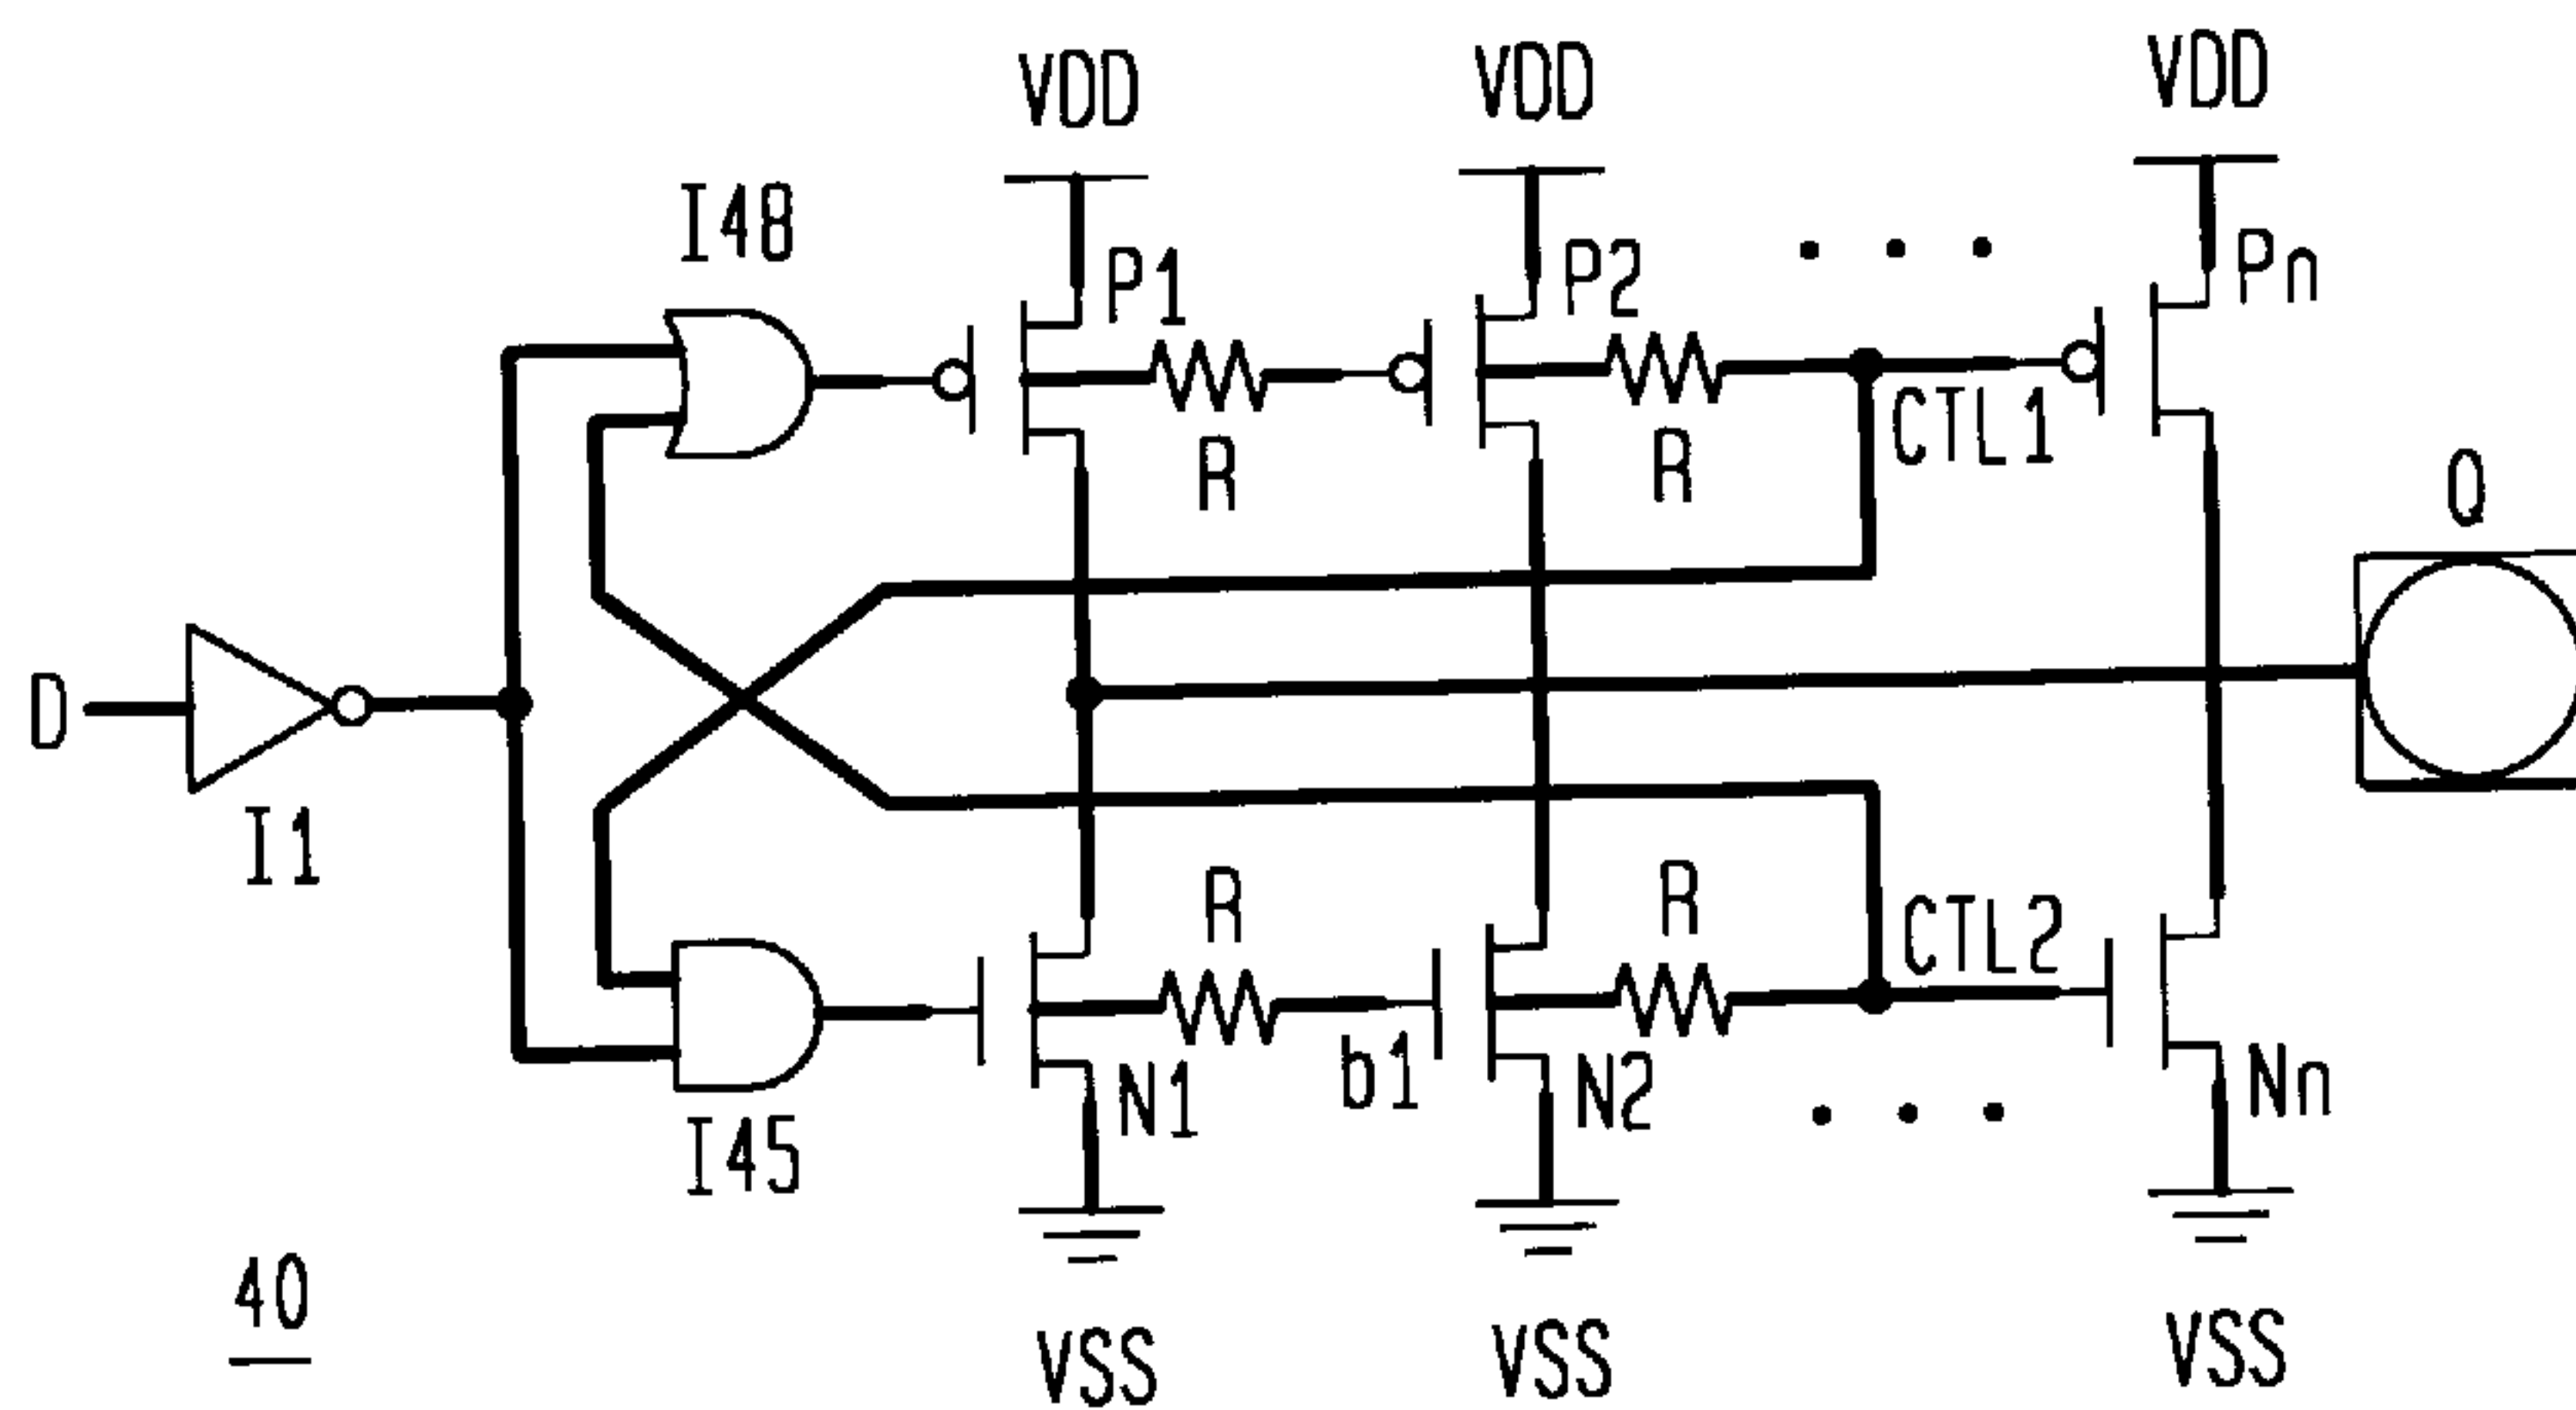 VDD VDD VDD
I48 P1 P2 . . . Pn
R R CTL1
Q
D
I1
R R CTL2
b1
N1 N2 . . . Nn
I45
40
VSS VSS VSS